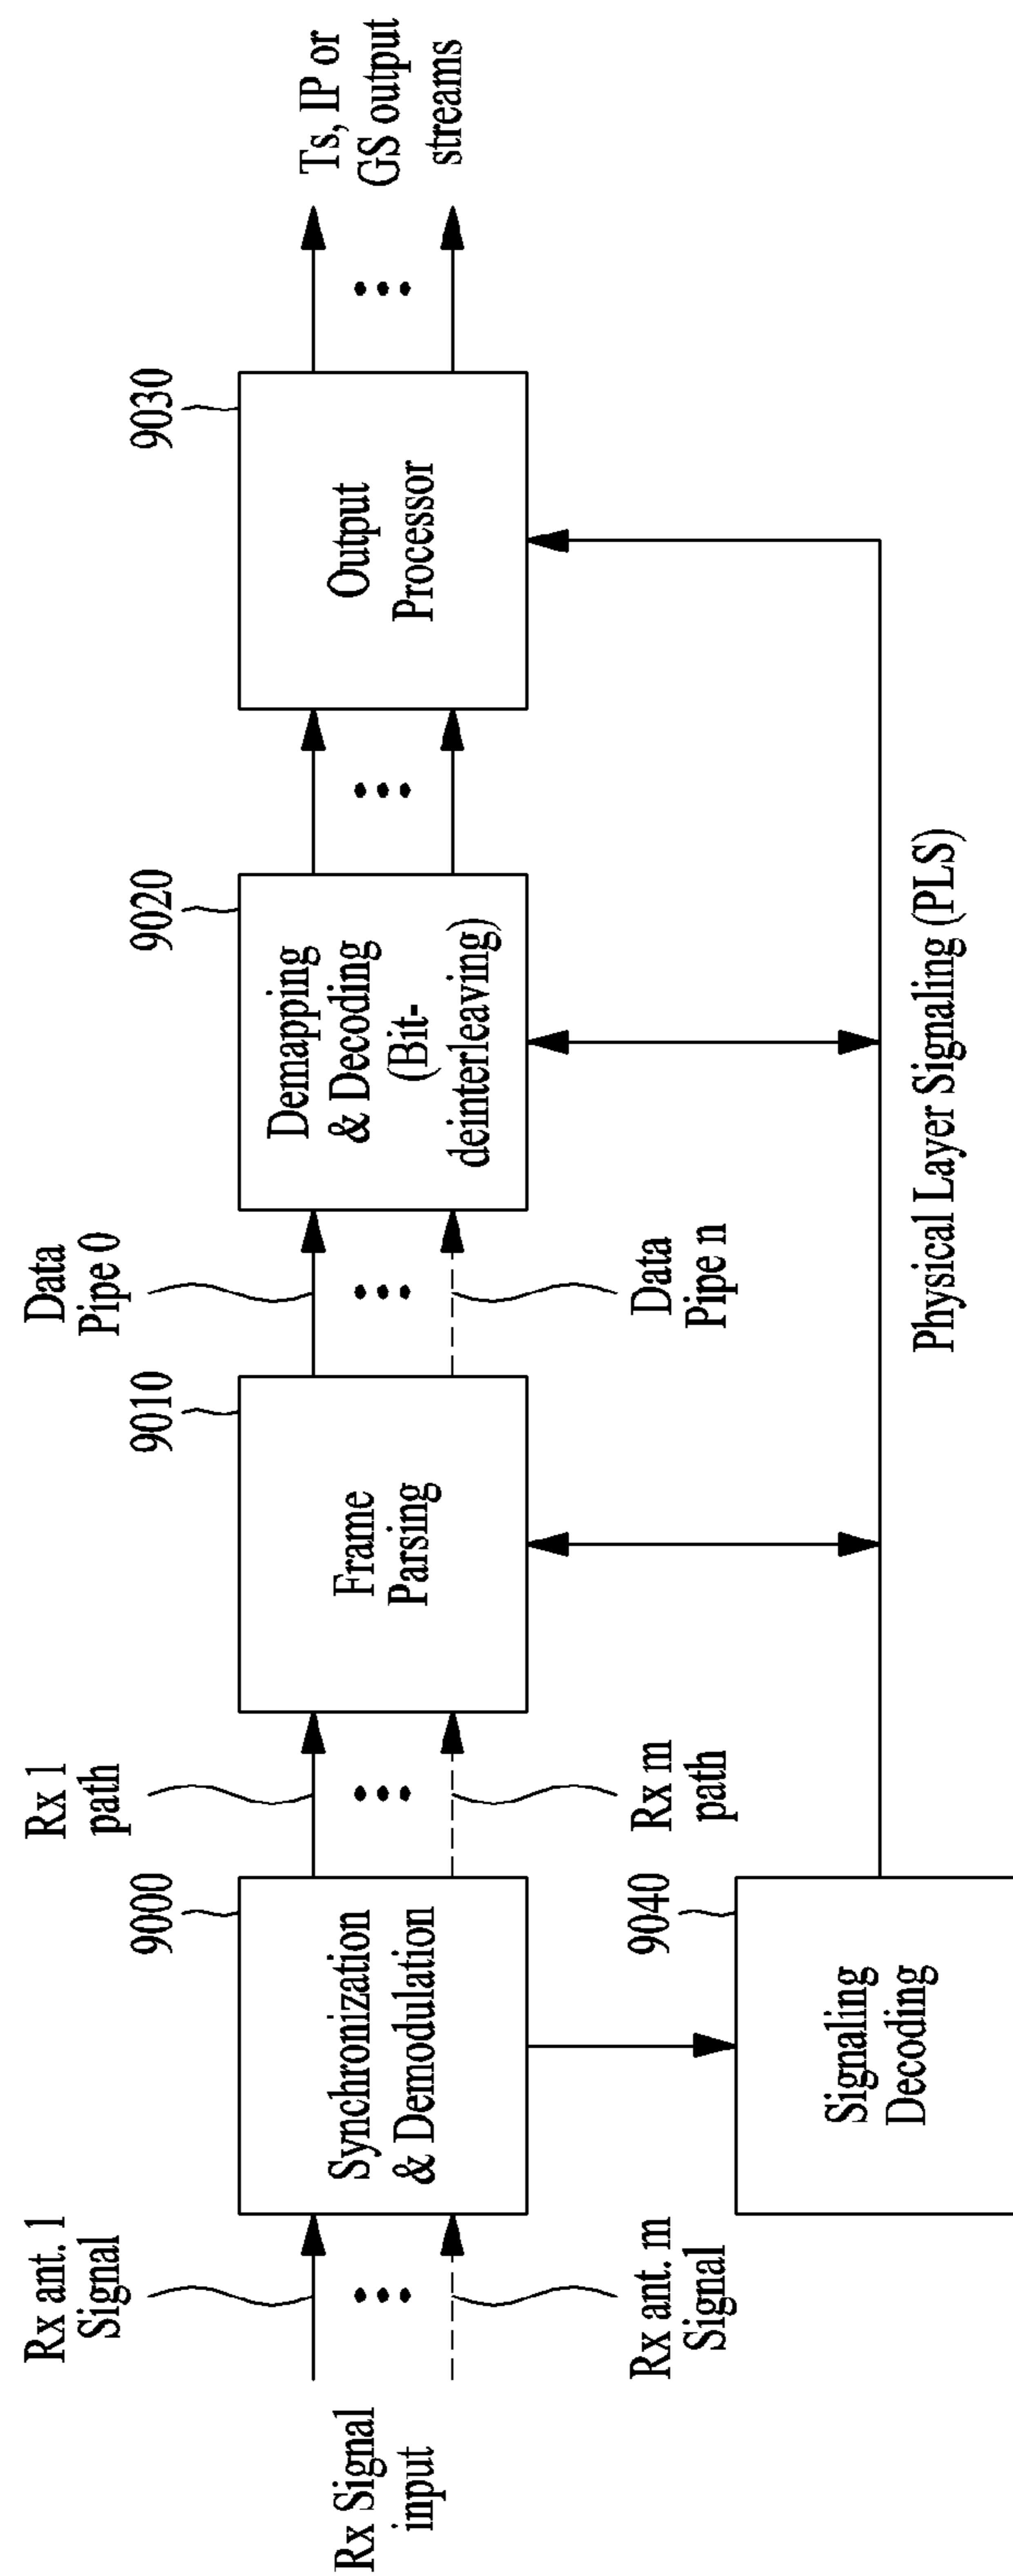 Rx Signal
input
Rx ant. 1
Signal
Rx ant. m
Signal
9000
Synchronization
& Demodulation
Rx 1
path
Rx m
path
9010
Frame
Parsing
Data
Pipe 0
Data
Pipe n
9020
Demapping
& Decoding
(Bit-
deinterleaving)
9030
Output
Processor
Ts, IP or
GS output
streams
9040
Signaling
Decoding
Physical Layer Signaling (PLS)